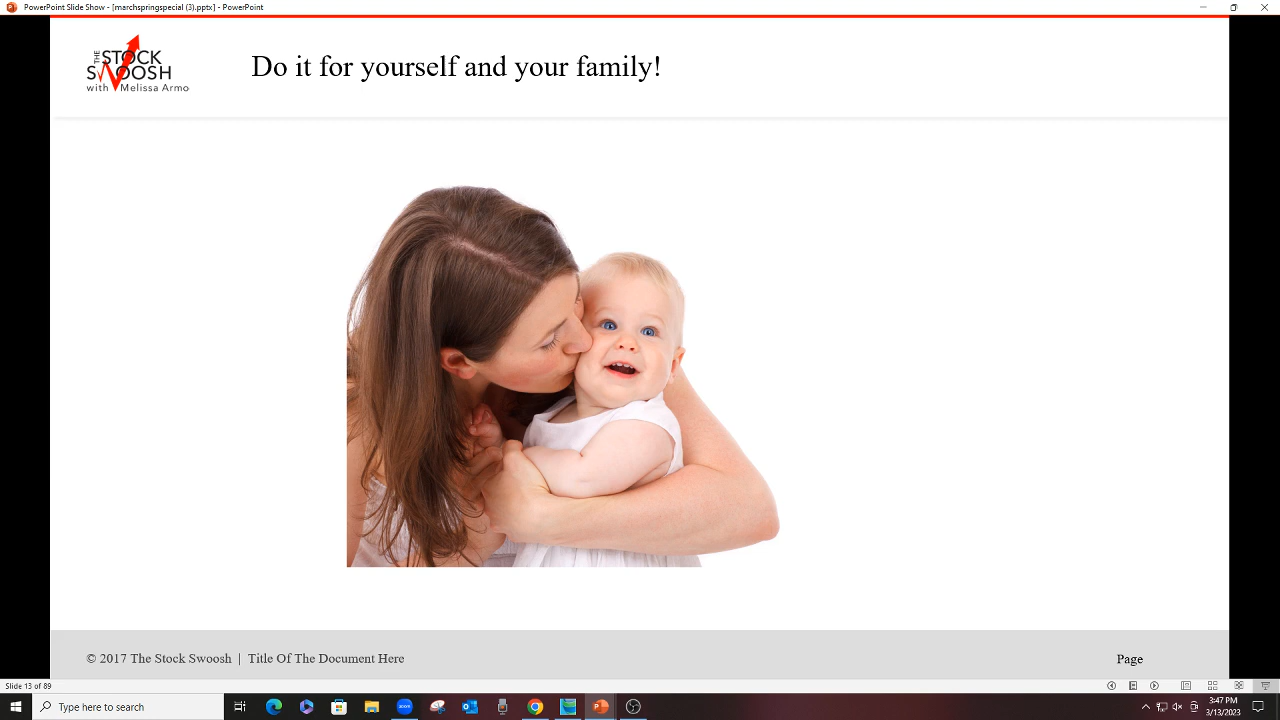 PowerPoint Slide Show - [marchspringspecial (3).pptx] - PowerPoint
THE STOCK
SWOOSH
with Melissa Armo
Do it for yourself and your family!
© 2017 The Stock Swoosh | Title Of The Document Here
Page
Slide 13 of 89
Type here to search
zoom
3:47 PM
3/13/2023